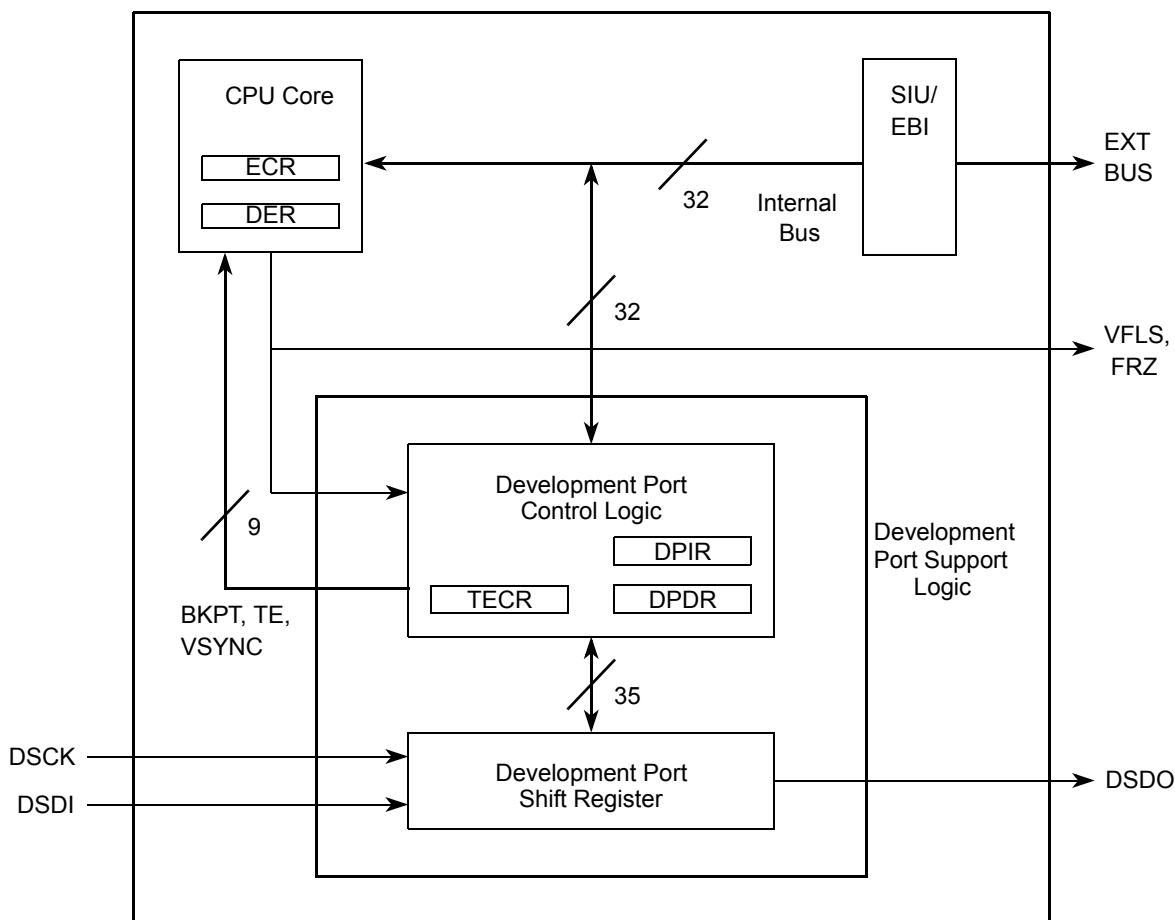 CPU Core
ECR
DER
SIU/
EBI
EXT
BUS
32
Internal
Bus
32
VFLS,
FRZ
Development Port
Control Logic
DPIR
TECR
DPDR
9
BKPT, TE,
VSYNC
Development
Port Support
Logic
35
DSCK
DSDI
Development Port
Shift Register
DSDO